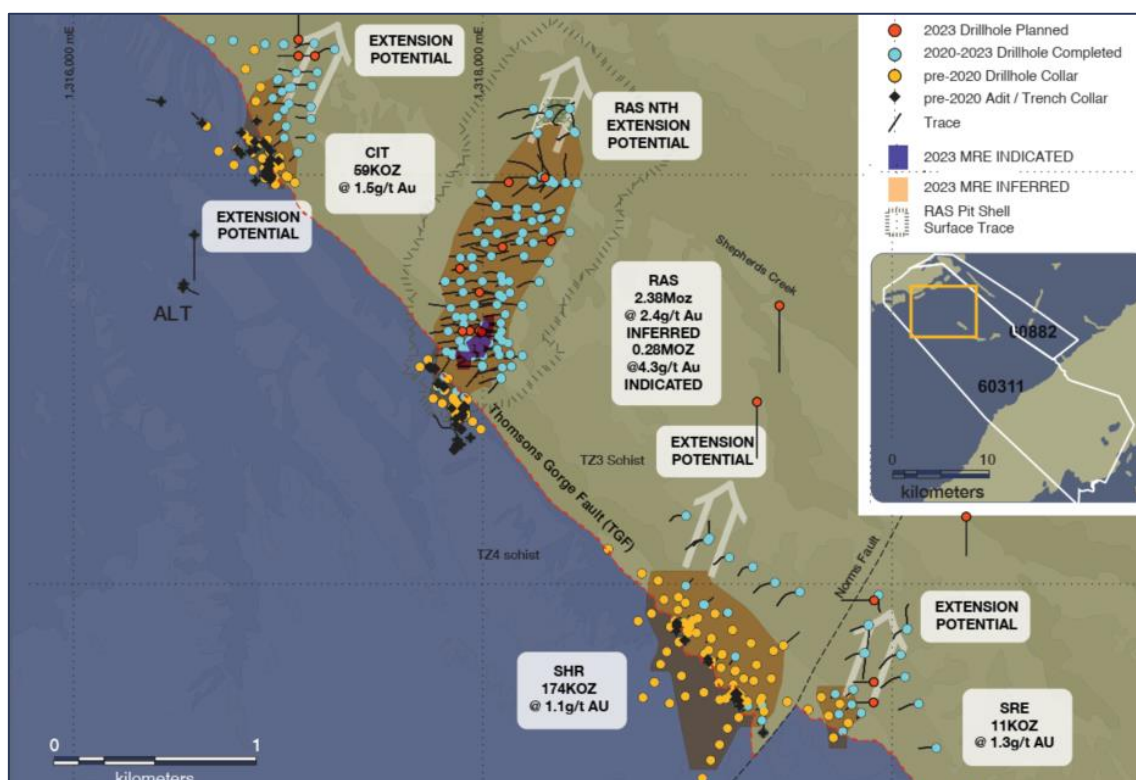 1,316,000 mE
1,318,000 mE
EXTENSION
POTENTIAL
CIT
59KOZ
@ 1.5g/t Au
EXTENSION
POTENTIAL
ALT
RAS NTH
EXTENSION
POTENTIAL
RAS
2.38Moz
@ 2.4g/t Au
INFERRED
0.28MOZ
@4.3g/t Au
INDICATED
Shepherds Creek
Thomsons Gorge Fault (TGF)
TZ3 Schist
TZ4 schist
EXTENSION
POTENTIAL
Norms Fault
EXTENSION
POTENTIAL
SHR
174KOZ
@ 1.1g/t AU
SRE
11KOZ
@ 1.3g/t AU
0 1
kilometers
2023 Drillhole Planned
2020-2023 Drillhole Completed
pre-2020 Drillhole Collar
pre-2020 Adit / Trench Collar
Trace
2023 MRE INDICATED
2023 MRE INFERRED
RAS Pit Shell
Surface Trace
60882
60311
0 10
kilometers